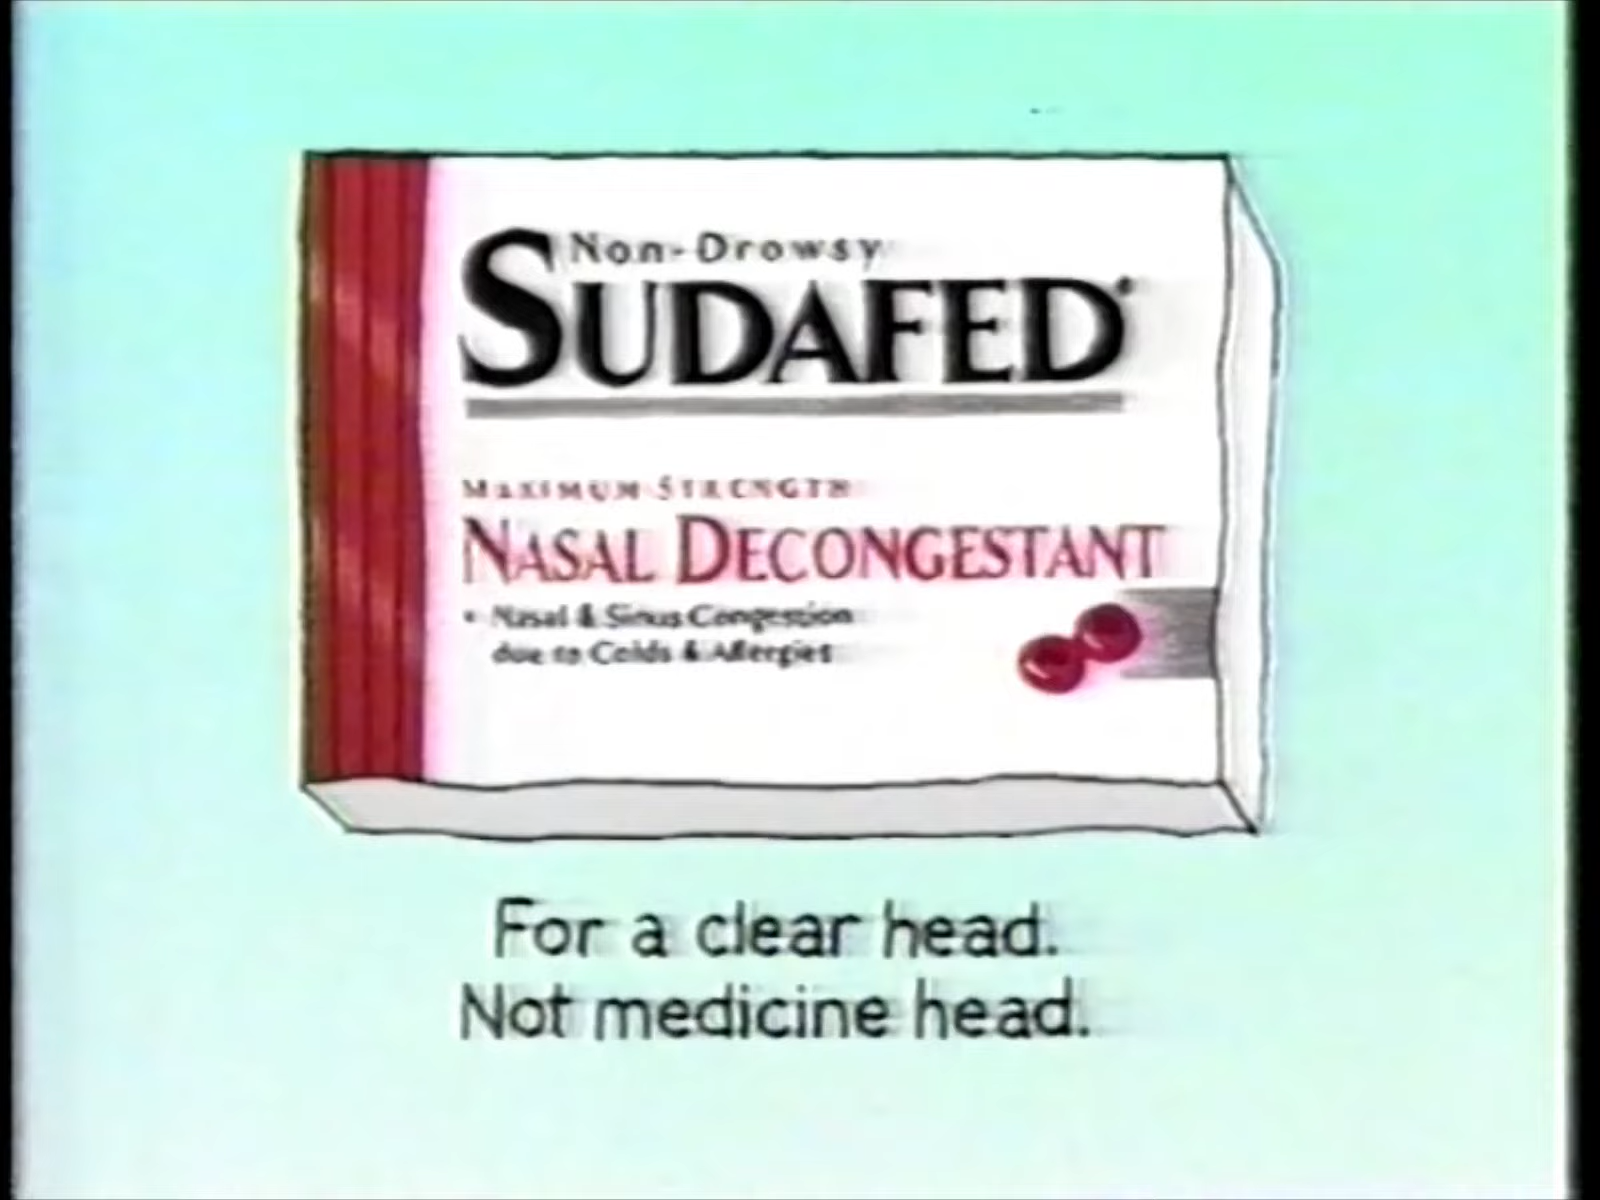 Non-Drowsy
SUDAFED®
MAXIMUM STRENGTH
NASAL DECONGESTANT
• Nasal & Sinus Congestion
due to Colds & Allergies
For a clear head.
Not medicine head.